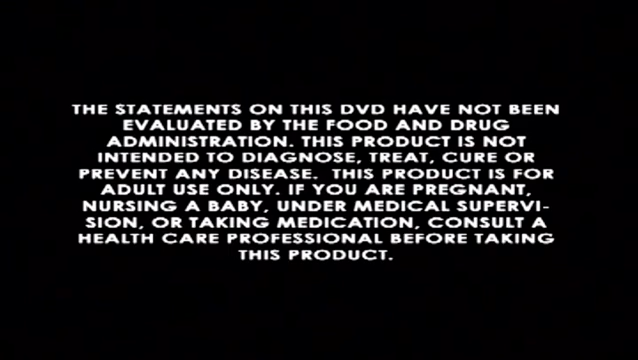 THE STATEMENTS ON THIS DVD HAVE NOT BEEN
EVALUATED BY THE FOOD AND DRUG
ADMINISTRATION. THIS PRODUCT IS NOT
INTENDED TO DIAGNOSE, TREAT, CURE OR
PREVENT ANY DISEASE. THIS PRODUCT IS FOR
ADULT USE ONLY. IF YOU ARE PREGNANT,
NURSING A BABY, UNDER MEDICAL SUPERVI-
SION, OR TAKING MEDICATION, CONSULT A
HEALTH CARE PROFESSIONAL BEFORE TAKING
THIS PRODUCT.